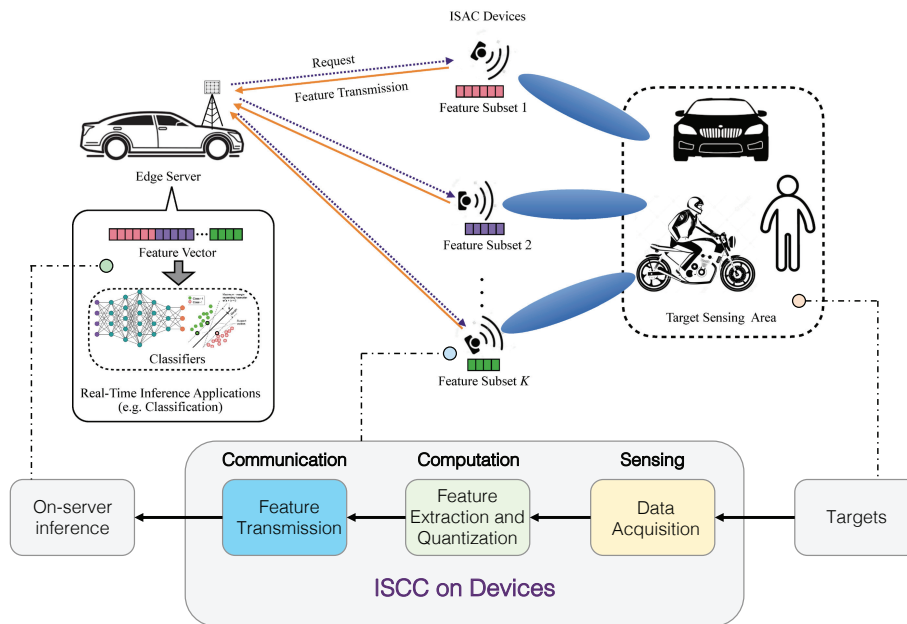 ISAC Devices
Request
Feature Transmission
Feature Subset 1
Edge Server
Feature Subset 2
Feature Vector
Target Sensing Area
Classifiers
Feature Subset K
Real-Time Inference Applications
(e.g. Classification)
Communication
Computation
Sensing
On-server
inference
Feature
Transmission
Feature
Extraction and
Quantization
Data
Acquisition
Targets
ISCC on Devices